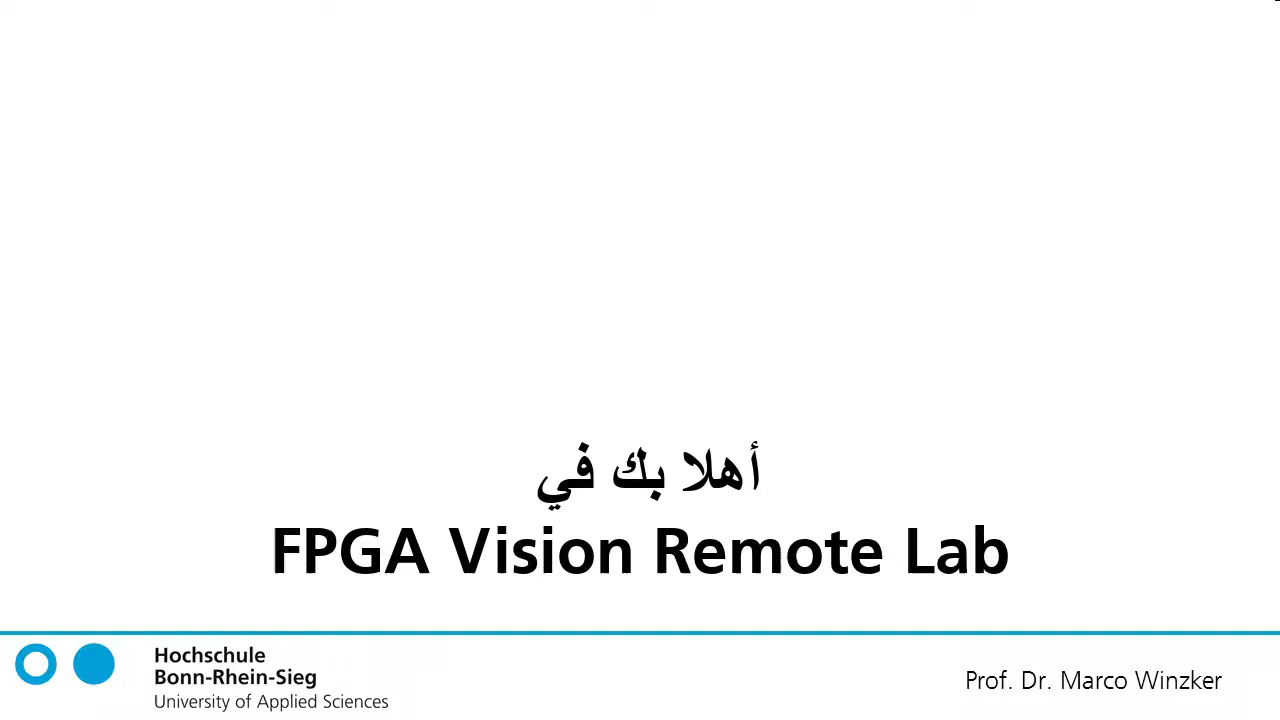 أهلا بك في
FPGA Vision Remote Lab
Hochschule
Bonn-Rhein-Sieg
University of Applied Sciences
Prof. Dr. Marco Winzker